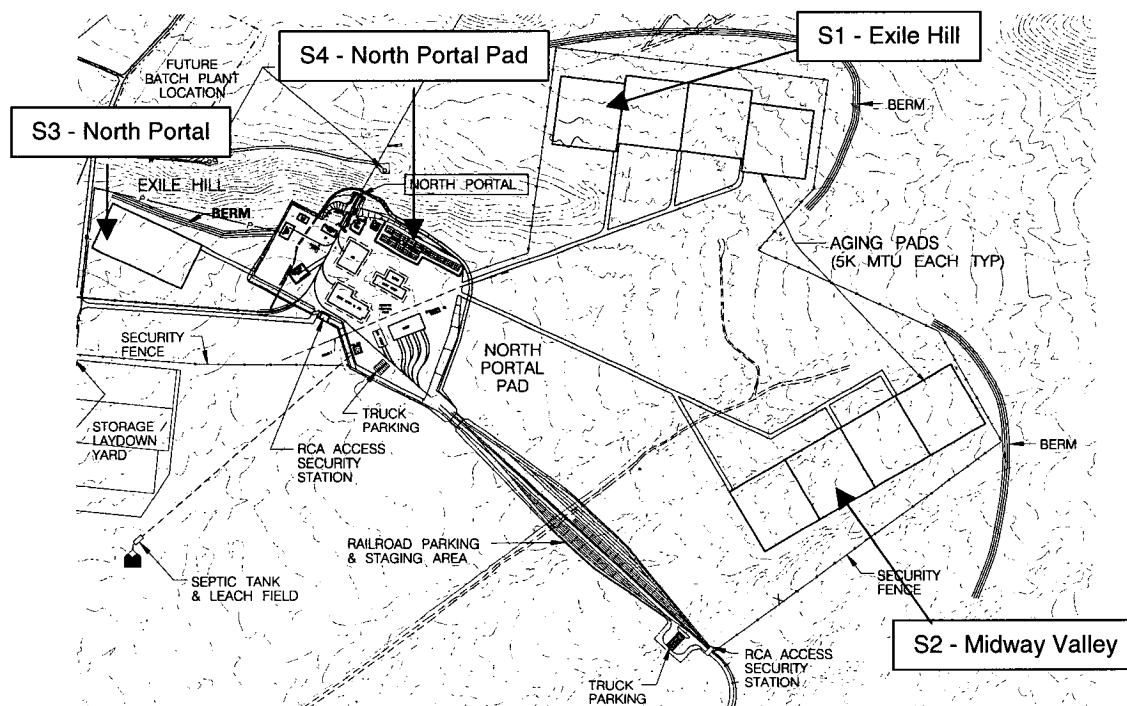 S1 - Exile Hill
S4 - North Portal Pad
FUTURE
BATCH PLANT
LOCATION
BERM
S3 - North Portal
NORTH PORTAL
EXILE HILL
BERM
AGING PADS
(5K MTU EACH TYP)
SECURITY
FENCE
NORTH
PORTAL
PAD
TRUCK
PARKING
STORAGE
LAYDOWN
YARD
RCA ACCESS
SECURITY
STATION
BERM
RAILROAD PARKING
& STAGING AREA
SEPTIC TANK
& LEACH FIELD
SECURITY
FENCE
S2 - Midway Valley
RCA ACCESS
SECURITY
STATION
TRUCK
PARKING